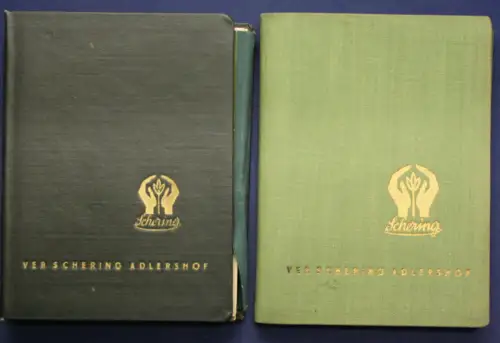 Schering
VEB SCHERING ADLERSHOF
Schering
VEB SCHERING ADLERSHOF